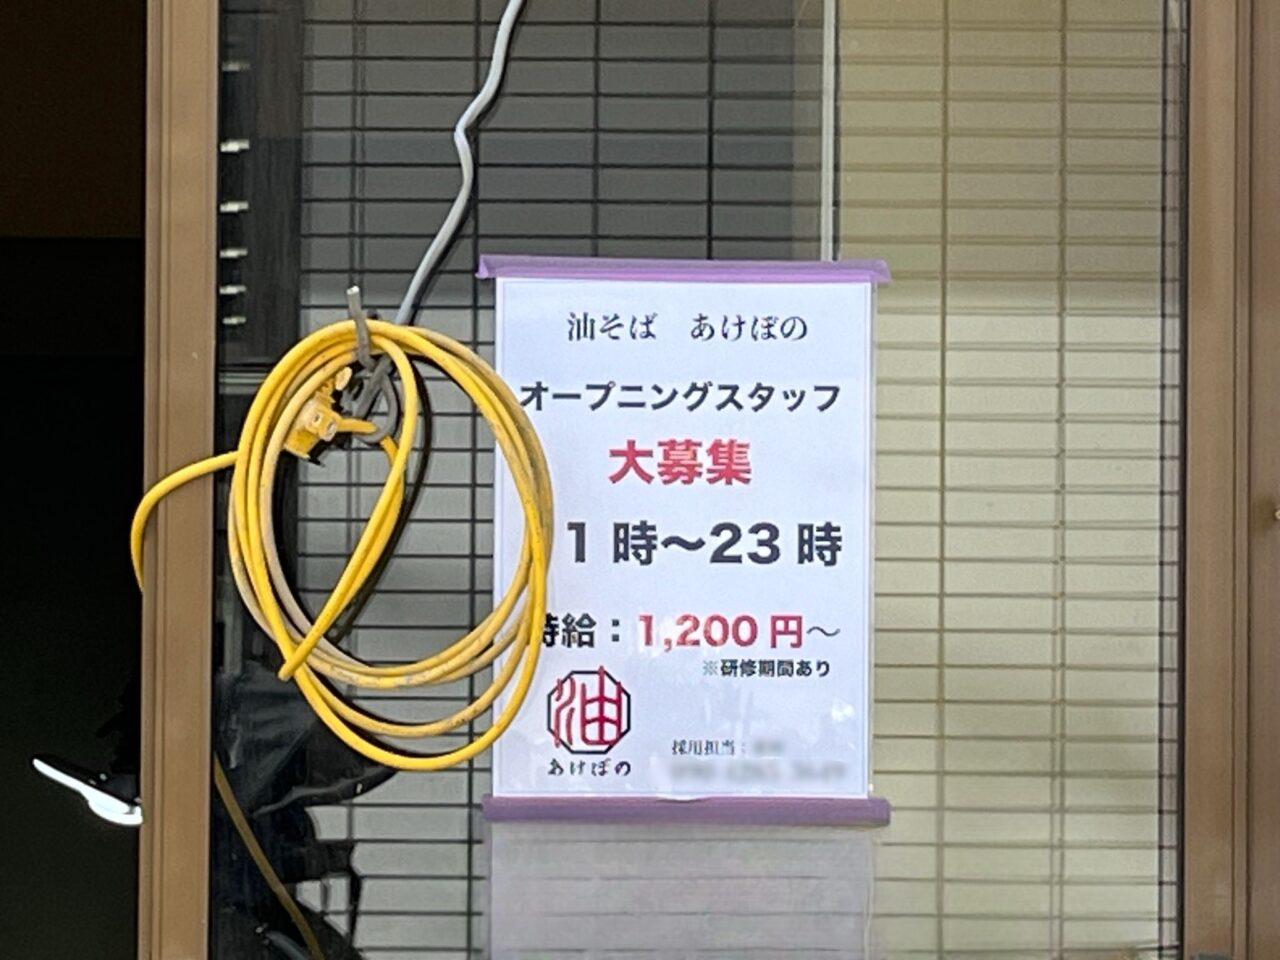 油そば　あけぼの
オープニングスタッフ
大募集
1時〜23時
時給：1,200円〜
※研修期間あり
油
あけぼの
採用担当：